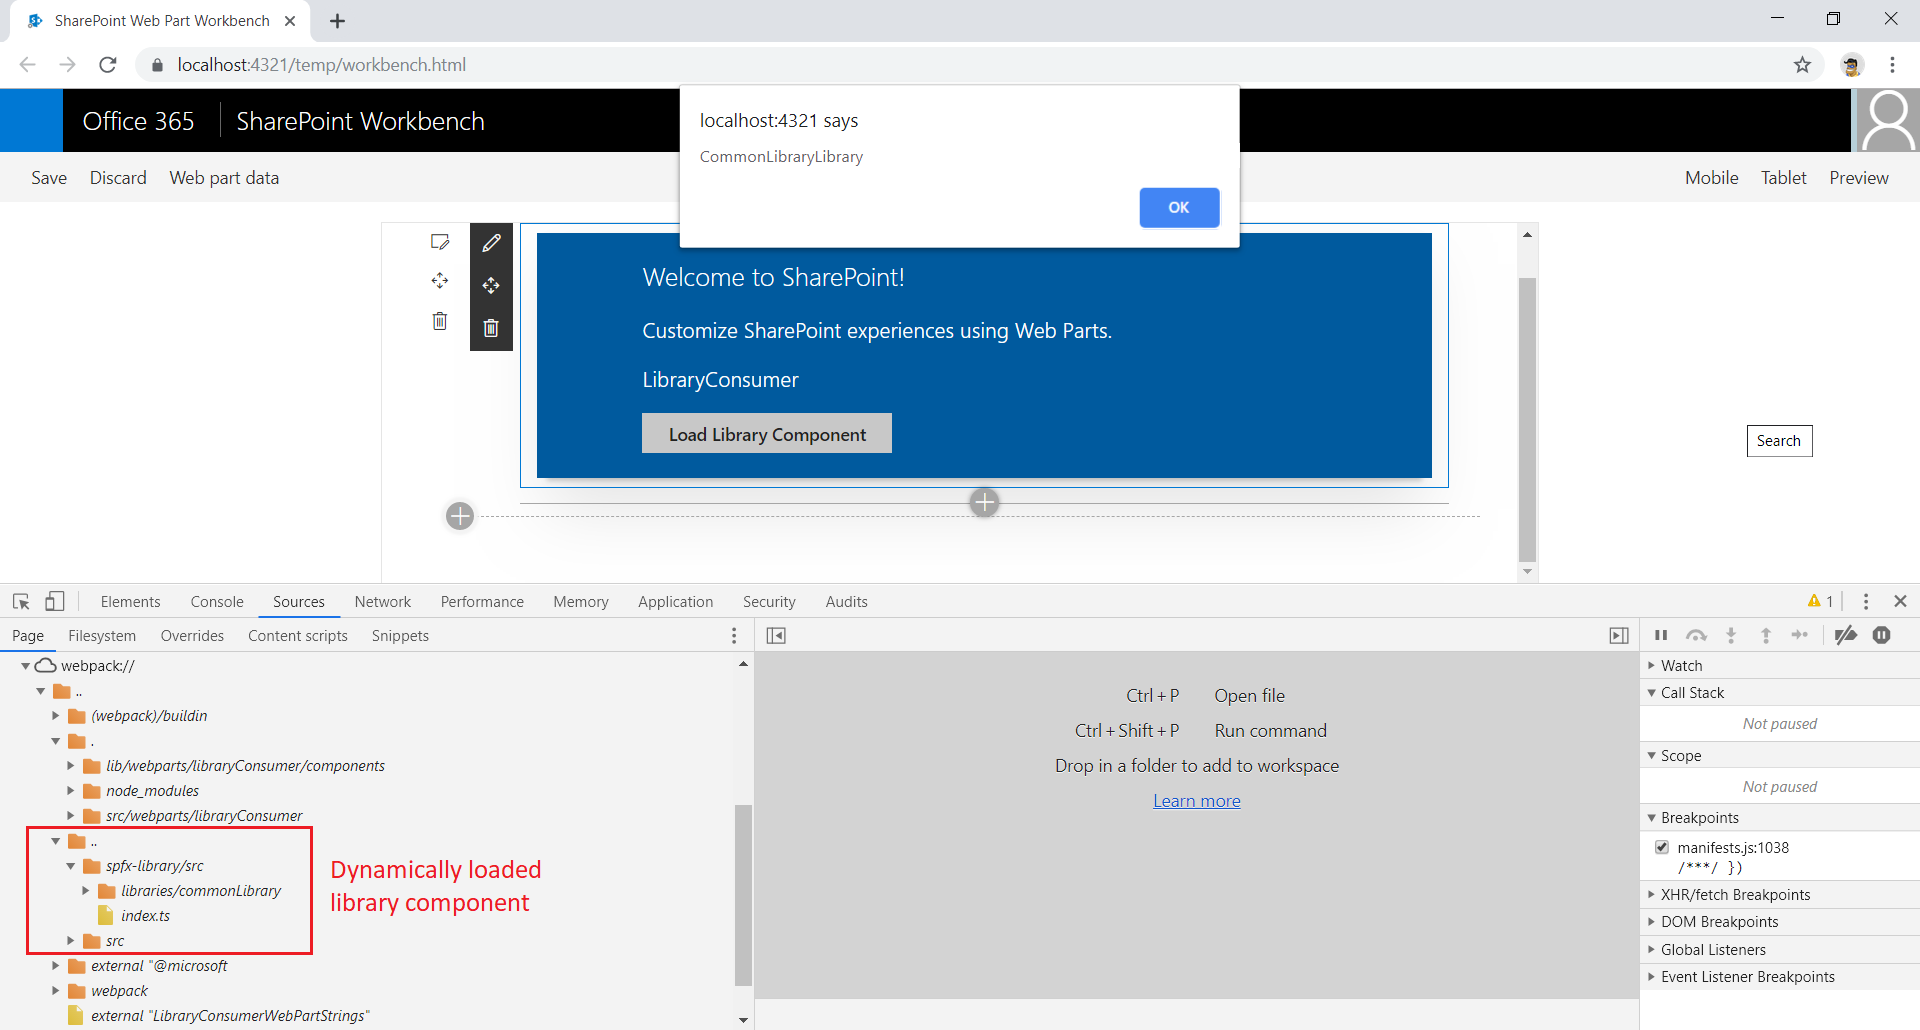 SharePoint Web Part Workbench
localhost:4321/temp/workbench.html
Office 365
SharePoint Workbench
localhost:4321 says
CommonLibraryLibrary
OK
Save Discard Web part data
Mobile Tablet Preview
Welcome to SharePoint!
Customize SharePoint experiences using Web Parts.
LibraryConsumer
Load Library Component
Search
Elements Console Sources Network Performance Memory Application Security Audits
1
Page Filesystem Overrides Content scripts Snippets
webpack://
..
(webpack)/buildin
.
lib/webparts/libraryConsumer/components
node_modules
src/webparts/libraryConsumer
..
spfx-library/src
libraries/commonLibrary
index.ts
src
external "@microsoft
webpack
external "LibraryConsumerWebPartStrings"
Dynamically loaded
library component
Ctrl + P Open file
Ctrl + Shift + P Run command
Drop in a folder to add to workspace
Learn more
Watch
Call Stack
Not paused
Scope
Not paused
Breakpoints
manifests.js:1038
/***/ })
XHR/fetch Breakpoints
DOM Breakpoints
Global Listeners
Event Listener Breakpoints